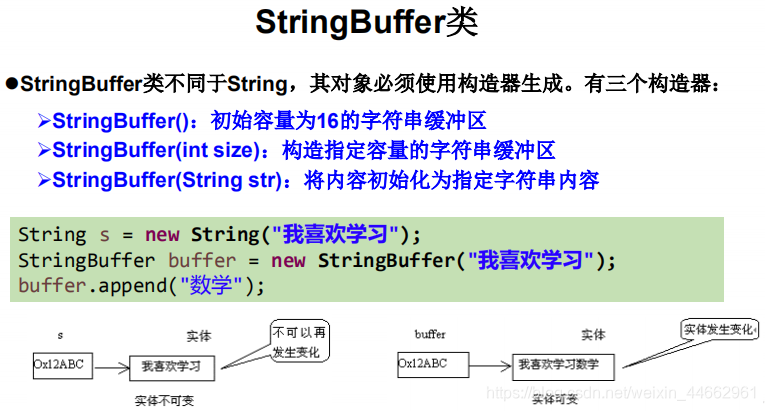 StringBuffer类
●StringBuffer类不同于String，其对象必须使用构造器生成。有三个构造器：
➢StringBuffer()：初始容量为16的字符串缓冲区
➢StringBuffer(int size)：构造指定容量的字符串缓冲区
➢StringBuffer(String str)：将内容初始化为指定字符串内容
String s = new String("我喜欢学习");
StringBuffer buffer = new StringBuffer("我喜欢学习");
buffer.append("数学");
s
实体
不可以再
发生变化
0x12ABC
我喜欢学习
实体不可变
buffer
实体
实体发生变化
0x12ABC
我喜欢学习数学
实体可变
https://blog.csdn.net/weixin_44662961